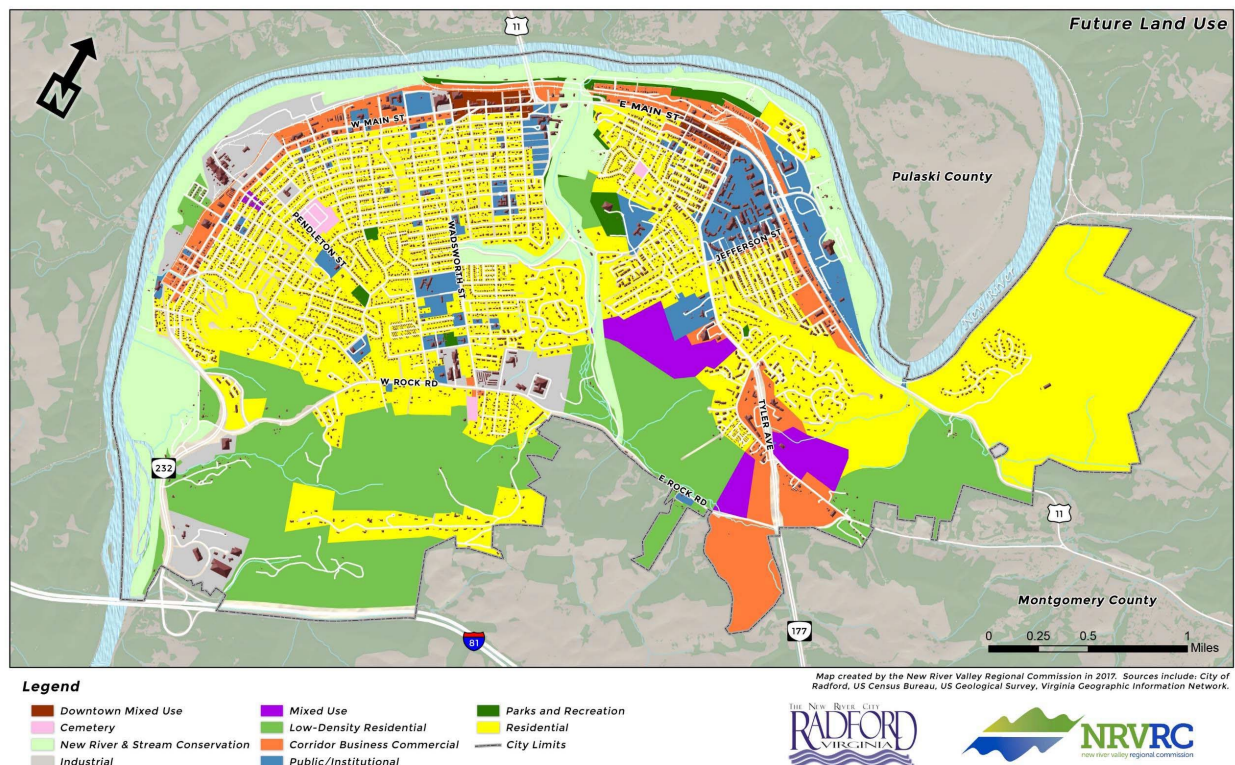 Future Land Use
11
N
W MAIN ST
E MAIN ST
Pulaski County
PENDLETON ST
WADSWORTH ST
JEFFERSON ST
New River
W ROCK RD
TYLER AVE
232
E ROCK RD
11
Montgomery County
177
81
0 0.25 0.5 1
Miles
Legend
Downtown Mixed Use
Cemetery
New River & Stream Conservation
Industrial
Mixed Use
Low-Density Residential
Corridor Business Commercial
Public/Institutional
Parks and Recreation
Residential
City Limits
Map created by the New River Valley Regional Commission in 2017. Sources include: City of
Radford, US Census Bureau, US Geological Survey, Virginia Geographic Information Network.
THE NEW RIVER CITY
RADFORD
VIRGINIA
NRVRC
new river valley regional commission